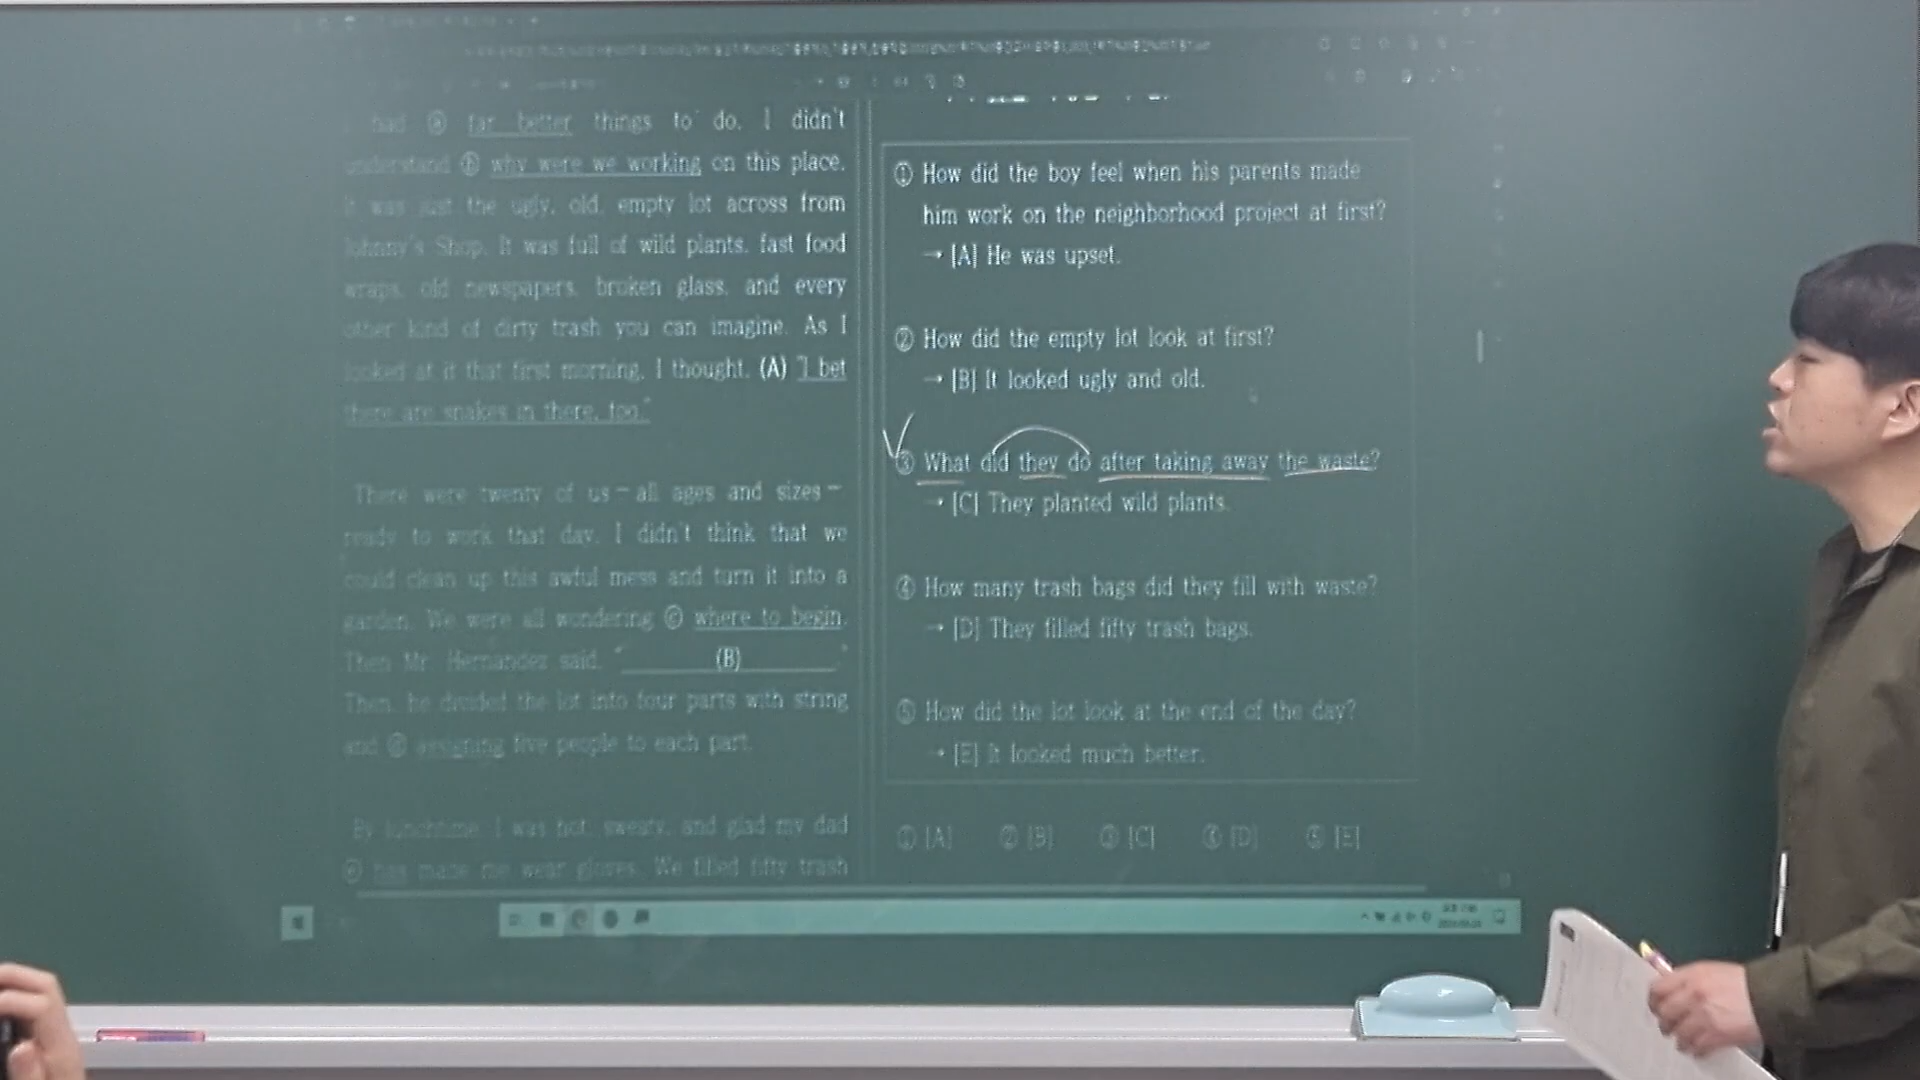 had ⓐ far better things to do. I didn't
understand ⓑ why were we working on this place.
It was just the ugly, old, empty lot across from
Johnny's Shop. It was full of wild plants, fast food
wraps, old newspapers, broken glass, and every
other kind of dirty trash you can imagine. As I
looked at it that first morning, I thought, (A) "I bet
there are snakes in there, too."
There were twenty of us - all ages and sizes -
ready to work that day. I didn't think that we
could clean up this awful mess and turn it into a
garden. We were all wondering ⓒ where to begin.
Then Mr. Hernandez said, " (B) "
Then, he divided the lot into four parts with string
and ⓓ assigning five people to each part.
By lunchtime, I was hot, sweaty, and glad my dad
ⓔ has made me wear gloves. We filled fifty trash
① How did the boy feel when his parents made
him work on the neighborhood project at first?
→ [A] He was upset.
② How did the empty lot look at first?
→ [B] It looked ugly and old.
③ What did they do after taking away the waste?
→ [C] They planted wild plants.
④ How many trash bags did they fill with waste?
→ [D] They filled fifty trash bags.
⑤ How did the lot look at the end of the day?
→ [E] It looked much better.
① [A] ② [B] ③ [C] ④ [D] ⑤ [E]